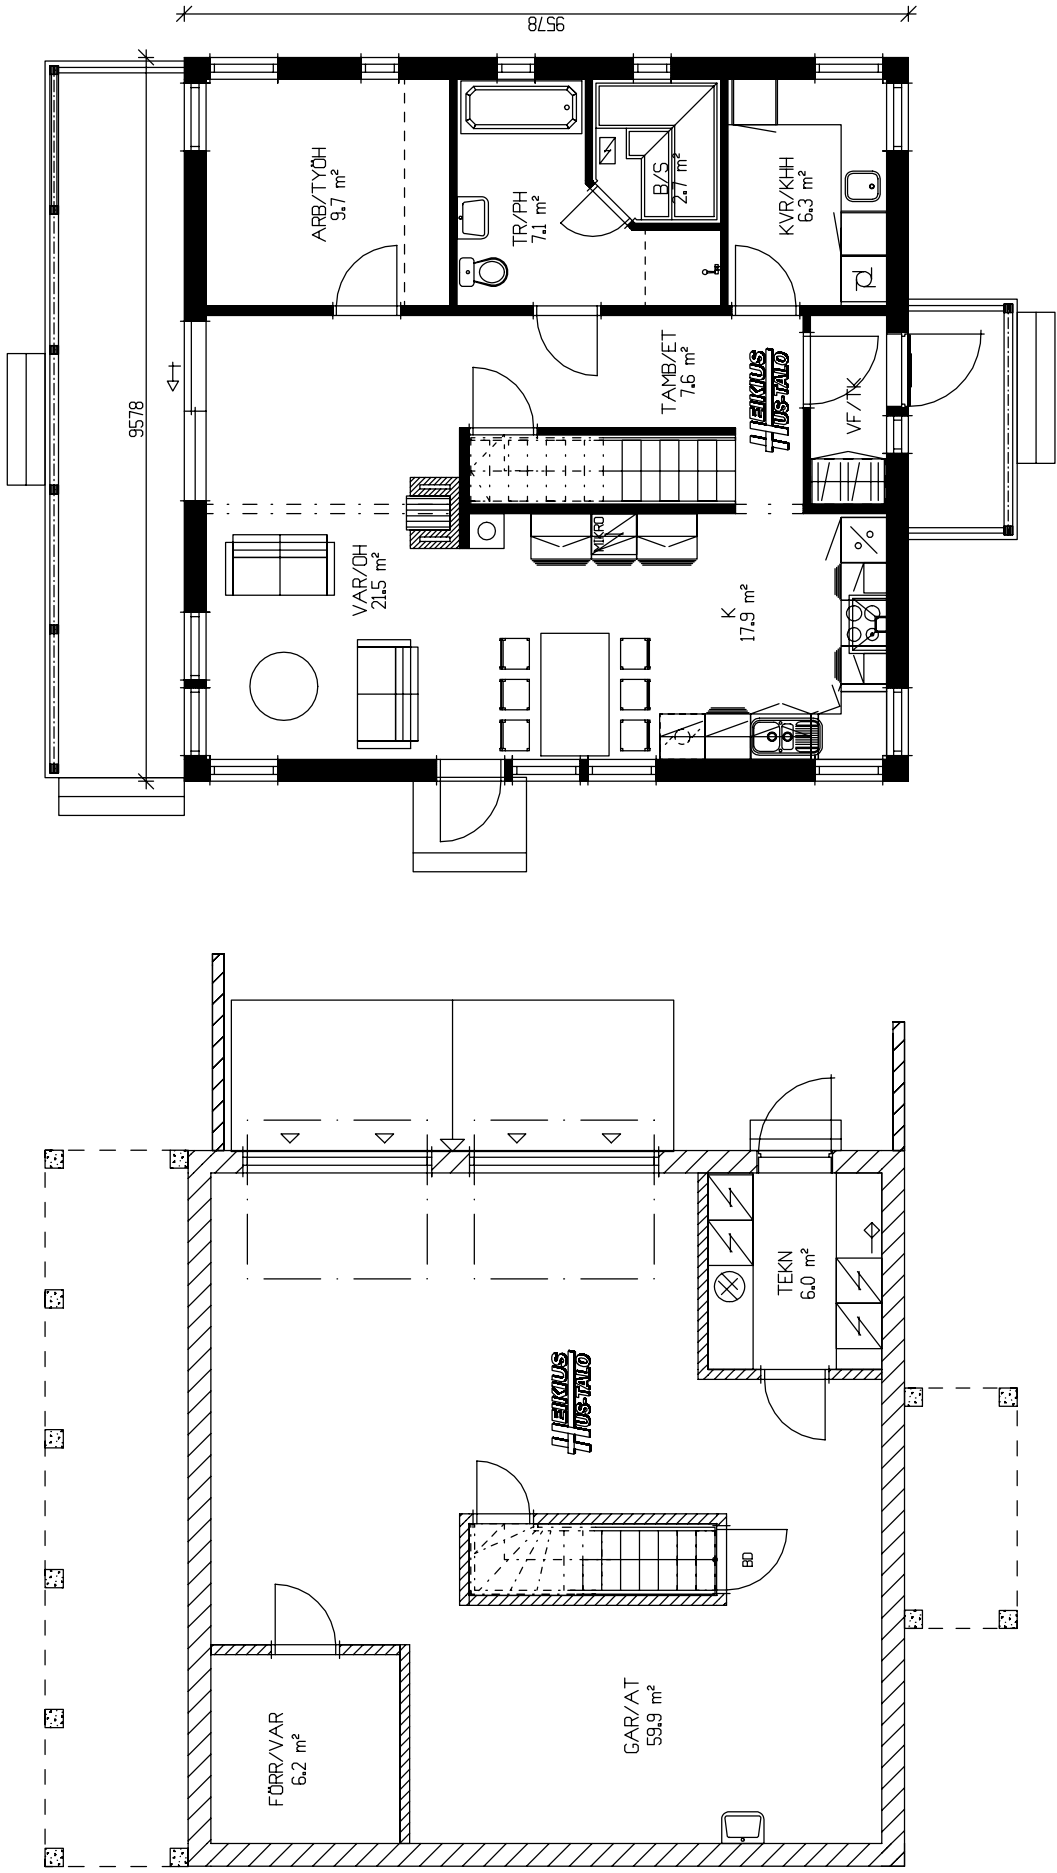 9578
9578
ARB/TYÖH
9.7 m²
TR/PH
7.1 m²
B/S
2.7 m²
KVR/KHH
6.3 m²
TAMB/ET
7.6 m²
HEIKIUS
HUS-TALO
VF/TK
VAR/OH
21.5 m²
MIKRO
K
17.9 m²
TEKN
6.0 m²
HEIKIUS
HUS-TALO
BD
FÖRR/VAR
6.2 m²
GAR/AT
59.9 m²